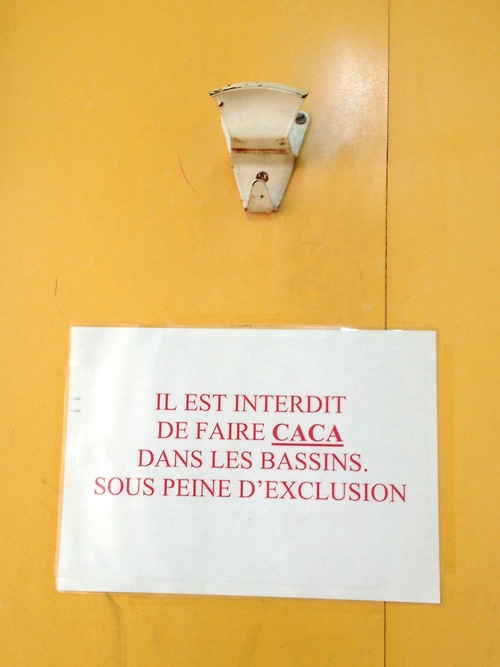 IL EST INTERDIT
DE FAIRE CACA
DANS LES BASSINS.
SOUS PEINE D’EXCLUSION